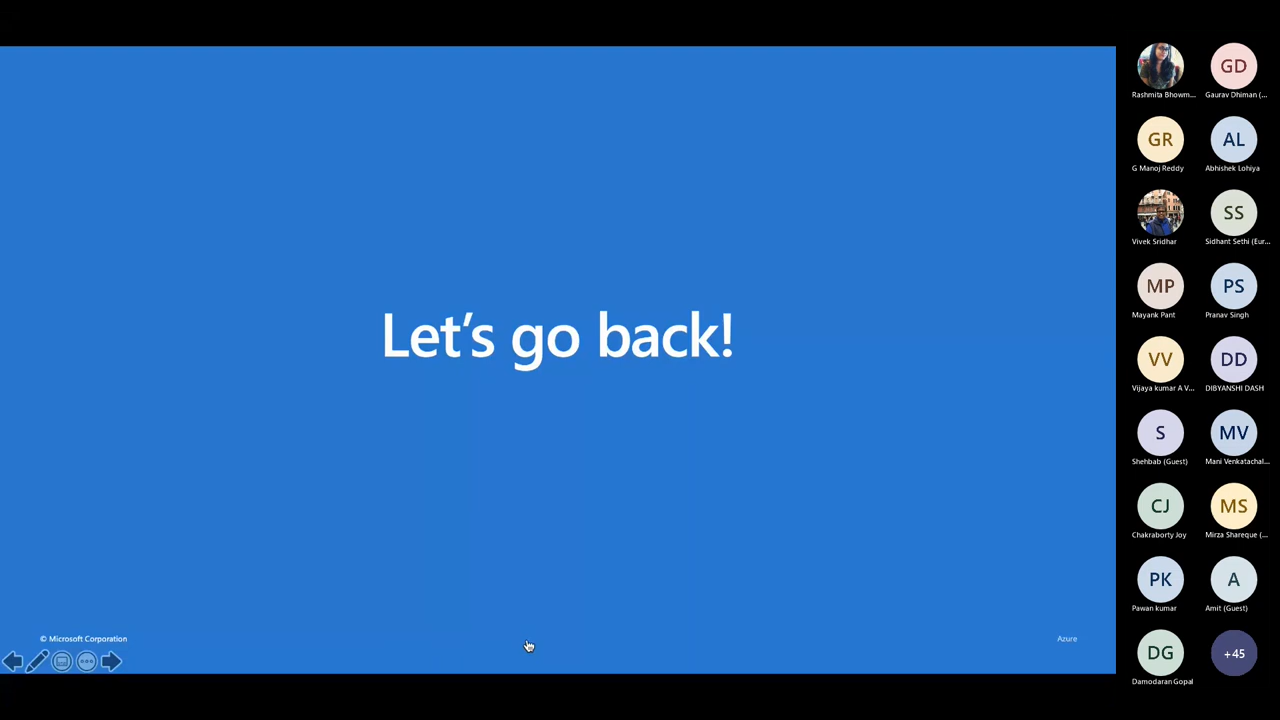 Let's go back!
© Microsoft Corporation
Azure
Rashmita Bhowm...
GD
Gaurav Dhiman (...
GR
G Manoj Reddy
AL
Abhishek Lohiya
Vivek Sridhar
SS
Sidhant Sethi (Eur...
MP
Mayank Pant
PS
Pranav Singh
VV
Vijaya kumar A V...
DD
DIBYANSHI DASH
S
Shehbab (Guest)
MV
Mani Venkatachal...
CJ
Chakraborty Joy
MS
Mirza Shareque (...
PK
Pawan kumar
A
Amit (Guest)
DG
Damodaran Gopal
+45